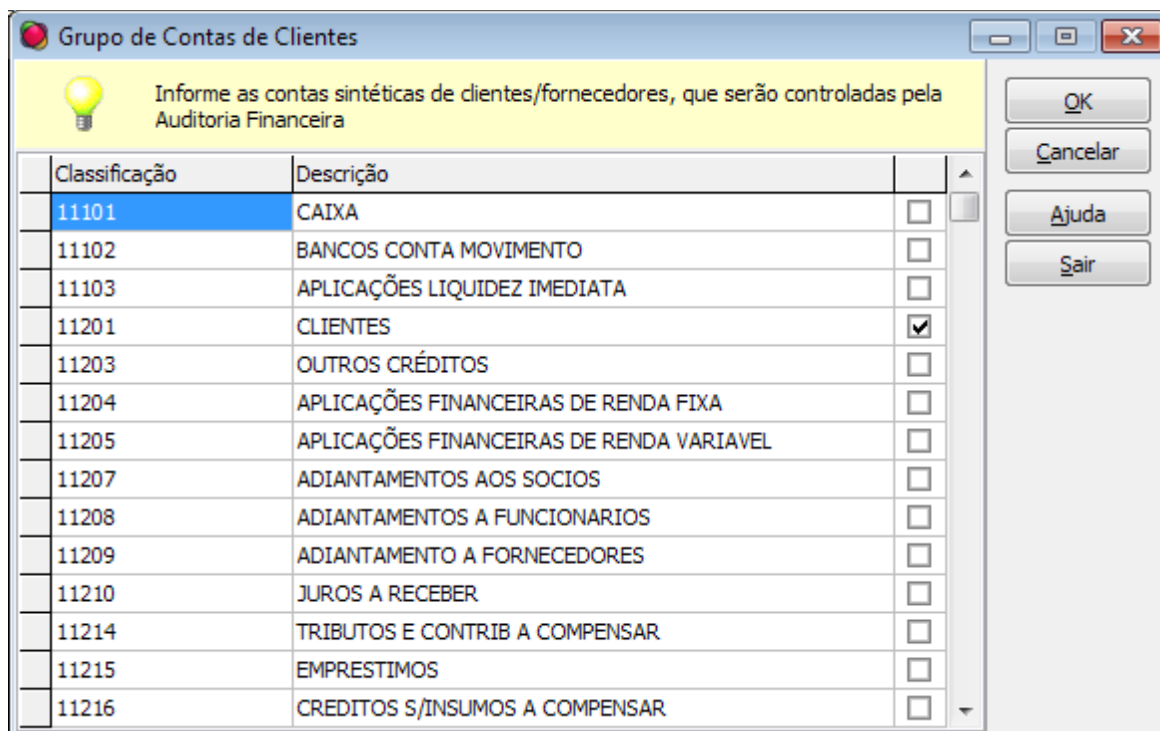 Grupo de Contas de Clientes
Informe as contas sintéticas de clientes/fornecedores, que serão controladas pela
Auditoria Financeira
OK
Cancelar
Ajuda
Sair
Classificação Descrição
11101 CAIXA
11102 BANCOS CONTA MOVIMENTO
11103 APLICAÇÕES LIQUIDEZ IMEDIATA
11201 CLIENTES
11203 OUTROS CRÉDITOS
11204 APLICAÇÕES FINANCEIRAS DE RENDA FIXA
11205 APLICAÇÕES FINANCEIRAS DE RENDA VARIAVEL
11207 ADIANTAMENTOS AOS SOCIOS
11208 ADIANTAMENTOS A FUNCIONARIOS
11209 ADIANTAMENTO A FORNECEDORES
11210 JUROS A RECEBER
11214 TRIBUTOS E CONTRIB A COMPENSAR
11215 EMPRESTIMOS
11216 CREDITOS S/INSUMOS A COMPENSAR